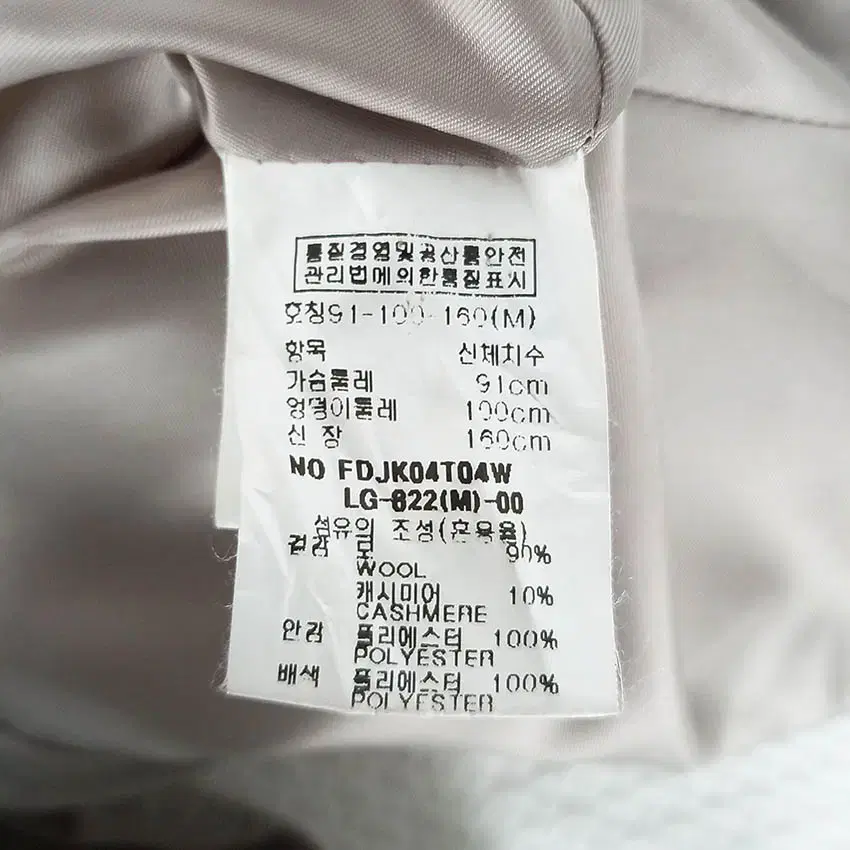 품질경영및공산품안전
관리법에의한품질표시
호칭91-100-160(M)
항목 신체치수
가슴둘레 91cm
엉덩이둘레 100cm
신 장 160cm
NO FDJK04T04W
LG-822(M)-00
섬유의 조성(혼용율)
겉감 모 90%
WOOL
캐시미어 10%
CASHMERE
안감 폴리에스터 100%
POLYESTER
배색 폴리에스터 100%
POLYESTER